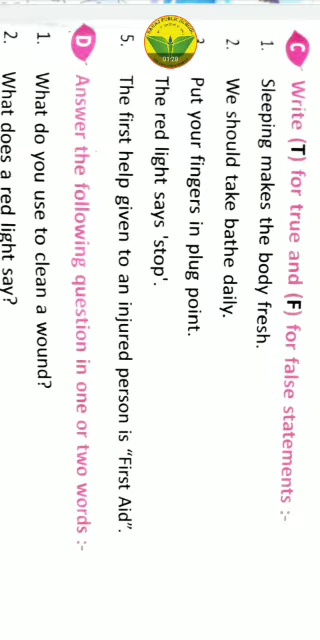 C Write (T) for true and (F) for false statements :-
1. Sleeping makes the body fresh.
2. We should take bathe daily.
Put your fingers in plug point.
The red light says 'stop'.
5. The first help given to an injured person is "First Aid".
D Answer the following question in one or two words :-
1. What do you use to clean a wound?
2. What does a red light say?